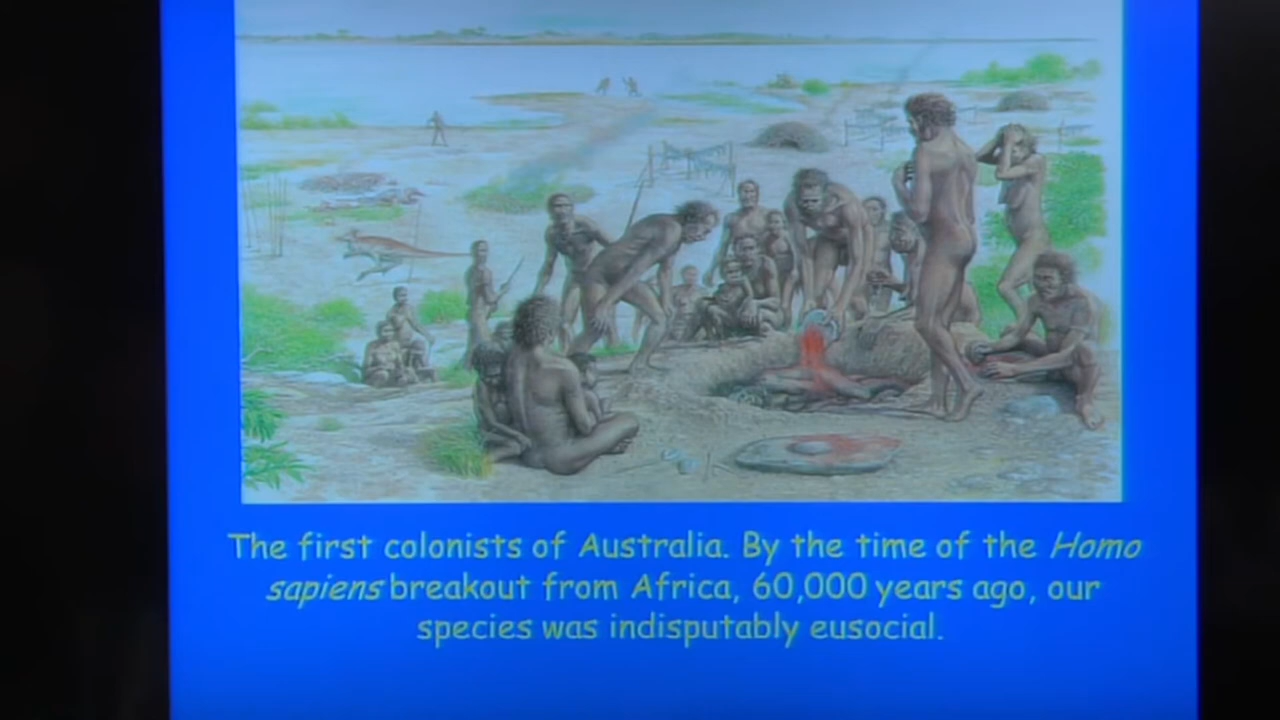 The first colonists of Australia. By the time of the Homo
sapiens breakout from Africa, 60,000 years ago, our
species was indisputably eusocial.